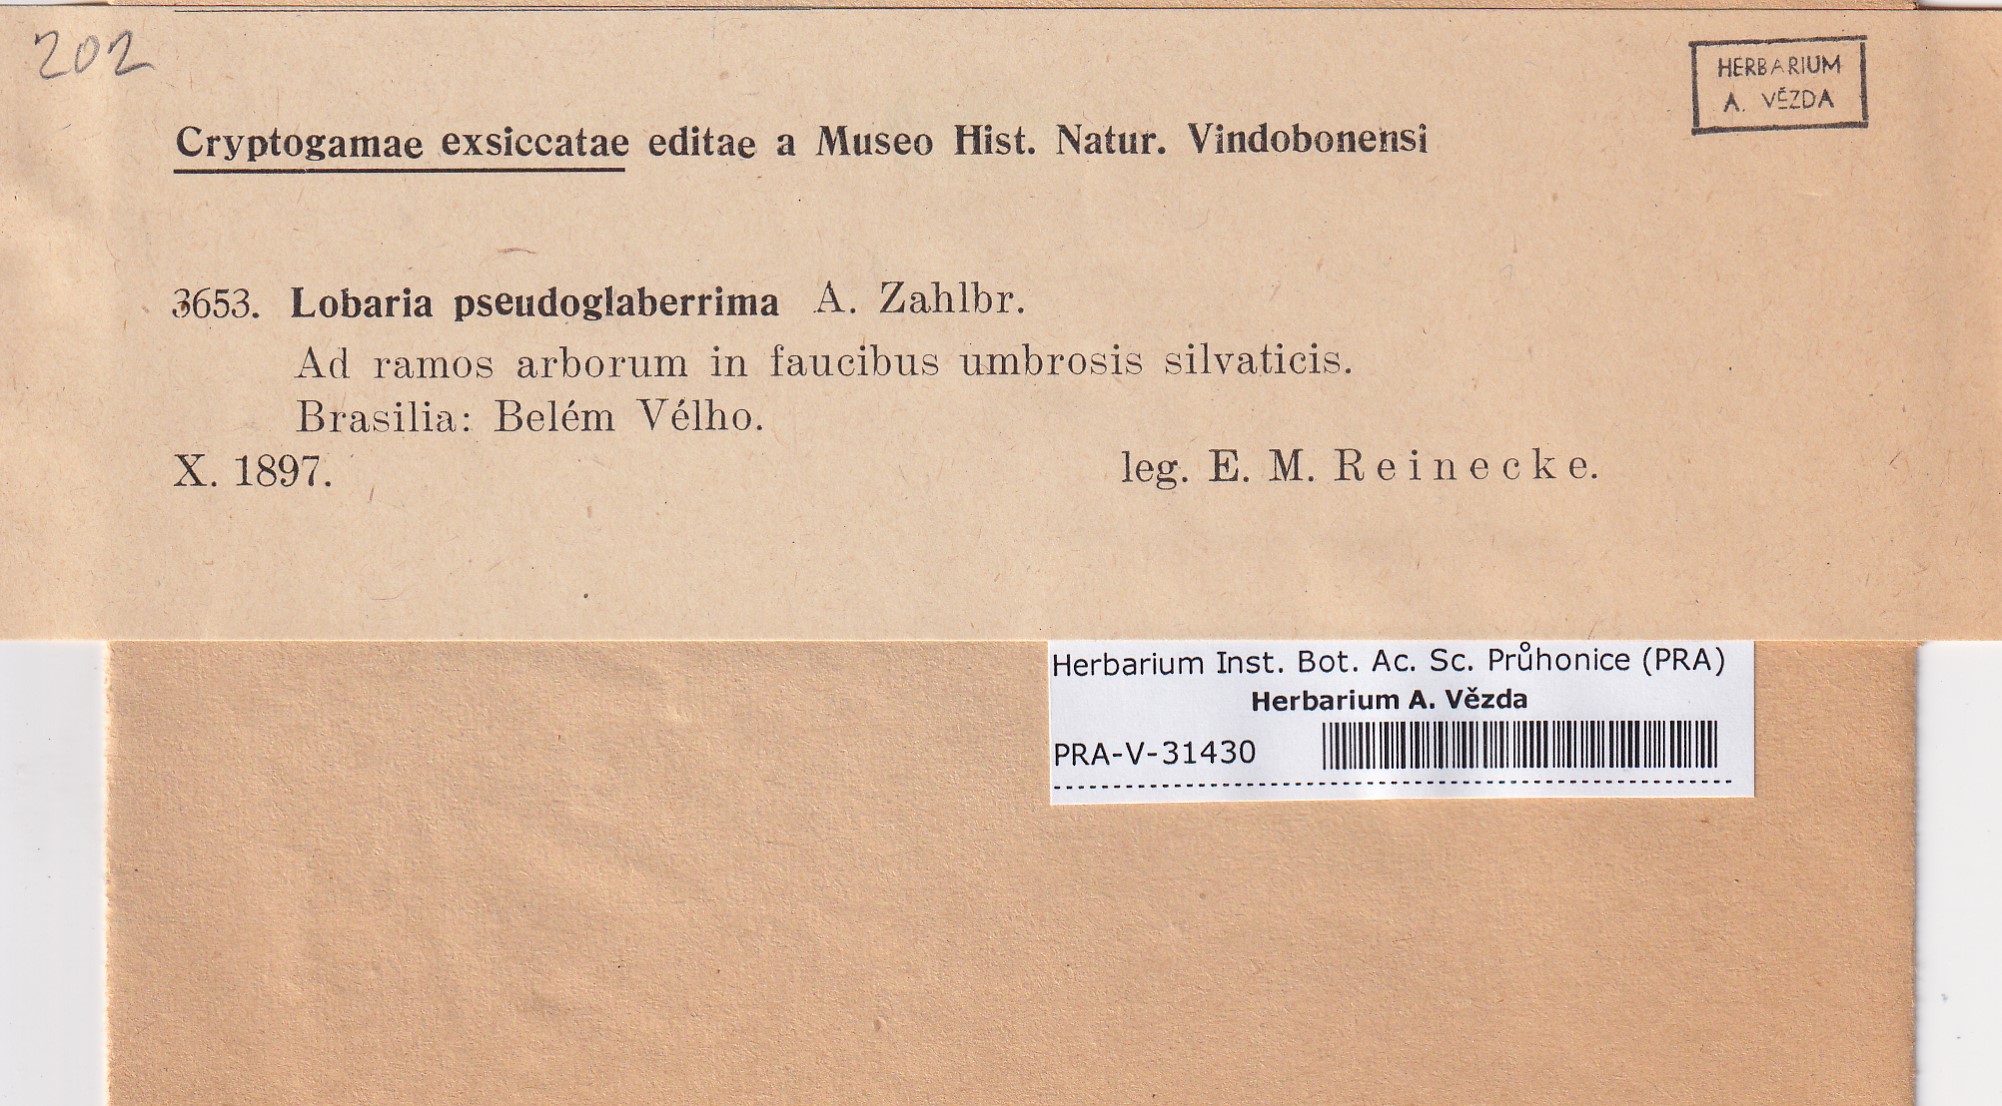 202
HERBARIUM
A. VĚZDA
Cryptogamae exsiccatae editae a Museo Hist. Natur. Vindobonensi
3653. Lobaria pseudoglaberrima A. Zahlbr.
Ad ramos arborum in faucibus umbrosis silvaticis.
Brasilia: Belém Vélho.
X. 1897. leg. E. M. Reinecke.
Herbarium Inst. Bot. Ac. Sc. Průhonice (PRA)
Herbarium A. Vězda
PRA-V-31430